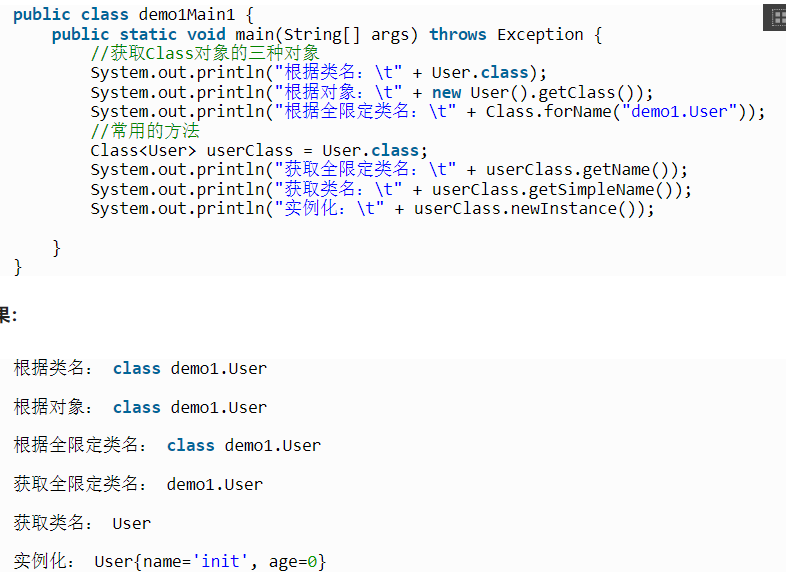 public class demo1Main1 {
public static void main(String[] args) throws Exception {
//获取Class对象的三种对象
System.out.println("根据类名：\t" + User.class);
System.out.println("根据对象：\t" + new User().getClass());
System.out.println("根据全限定类名：\t" + Class.forName("demo1.User"));
//常用的方法
Class<User> userClass = User.class;
System.out.println("获取全限定类名：\t" + userClass.getName());
System.out.println("获取类名：\t" + userClass.getSimpleName());
System.out.println("实例化：\t" + userClass.newInstance());
}
}
果：
根据类名： class demo1.User
根据对象： class demo1.User
根据全限定类名： class demo1.User
获取全限定类名： demo1.User
获取类名： User
实例化： User{name='init', age=0}